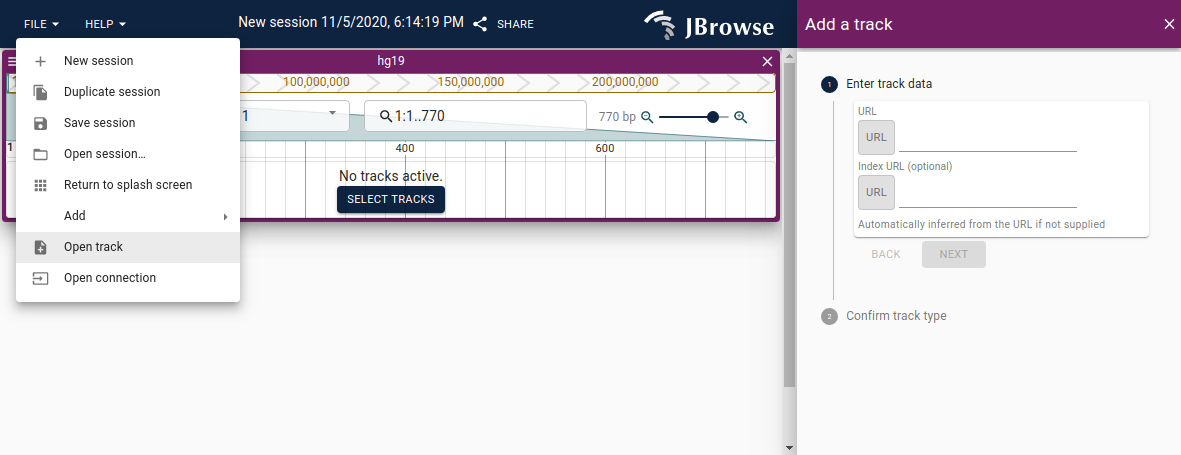 FILE HELP New session 11/5/2020, 6:14:19 PM SHARE JBrowse
New session
Duplicate session
Save session
Open session...
Return to splash screen
Add
Open track
Open connection
hg19
100,000,000 150,000,000 200,000,000
1 1:1..770 770 bp
1 400 600
No tracks active.
SELECT TRACKS
Add a track
1 Enter track data
URL
URL
Index URL (optional)
URL
Automatically inferred from the URL if not supplied
BACK NEXT
2 Confirm track type